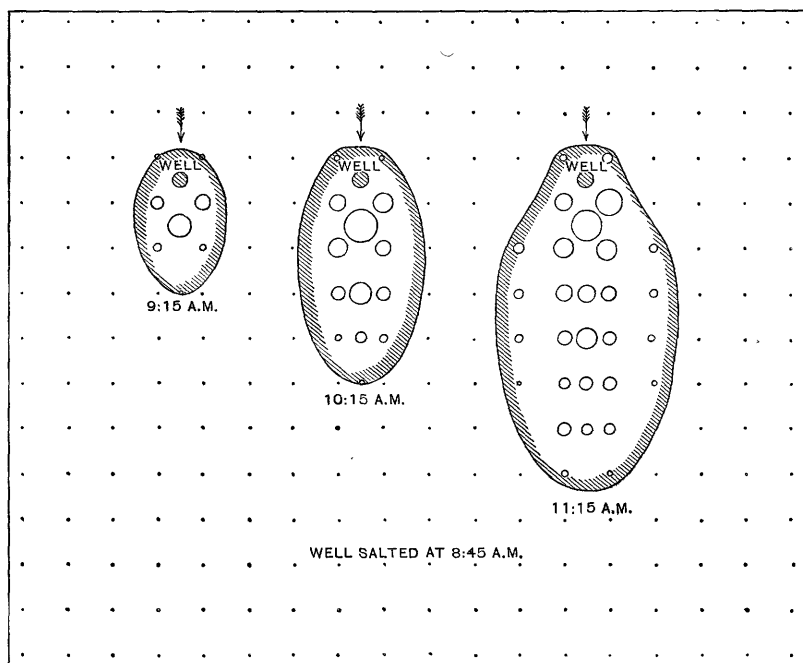 WELL
WELL
WELL
9:15 A.M.
10:15 A.M.
11:15 A.M.
WELL SALTED AT 8:45 A.M.